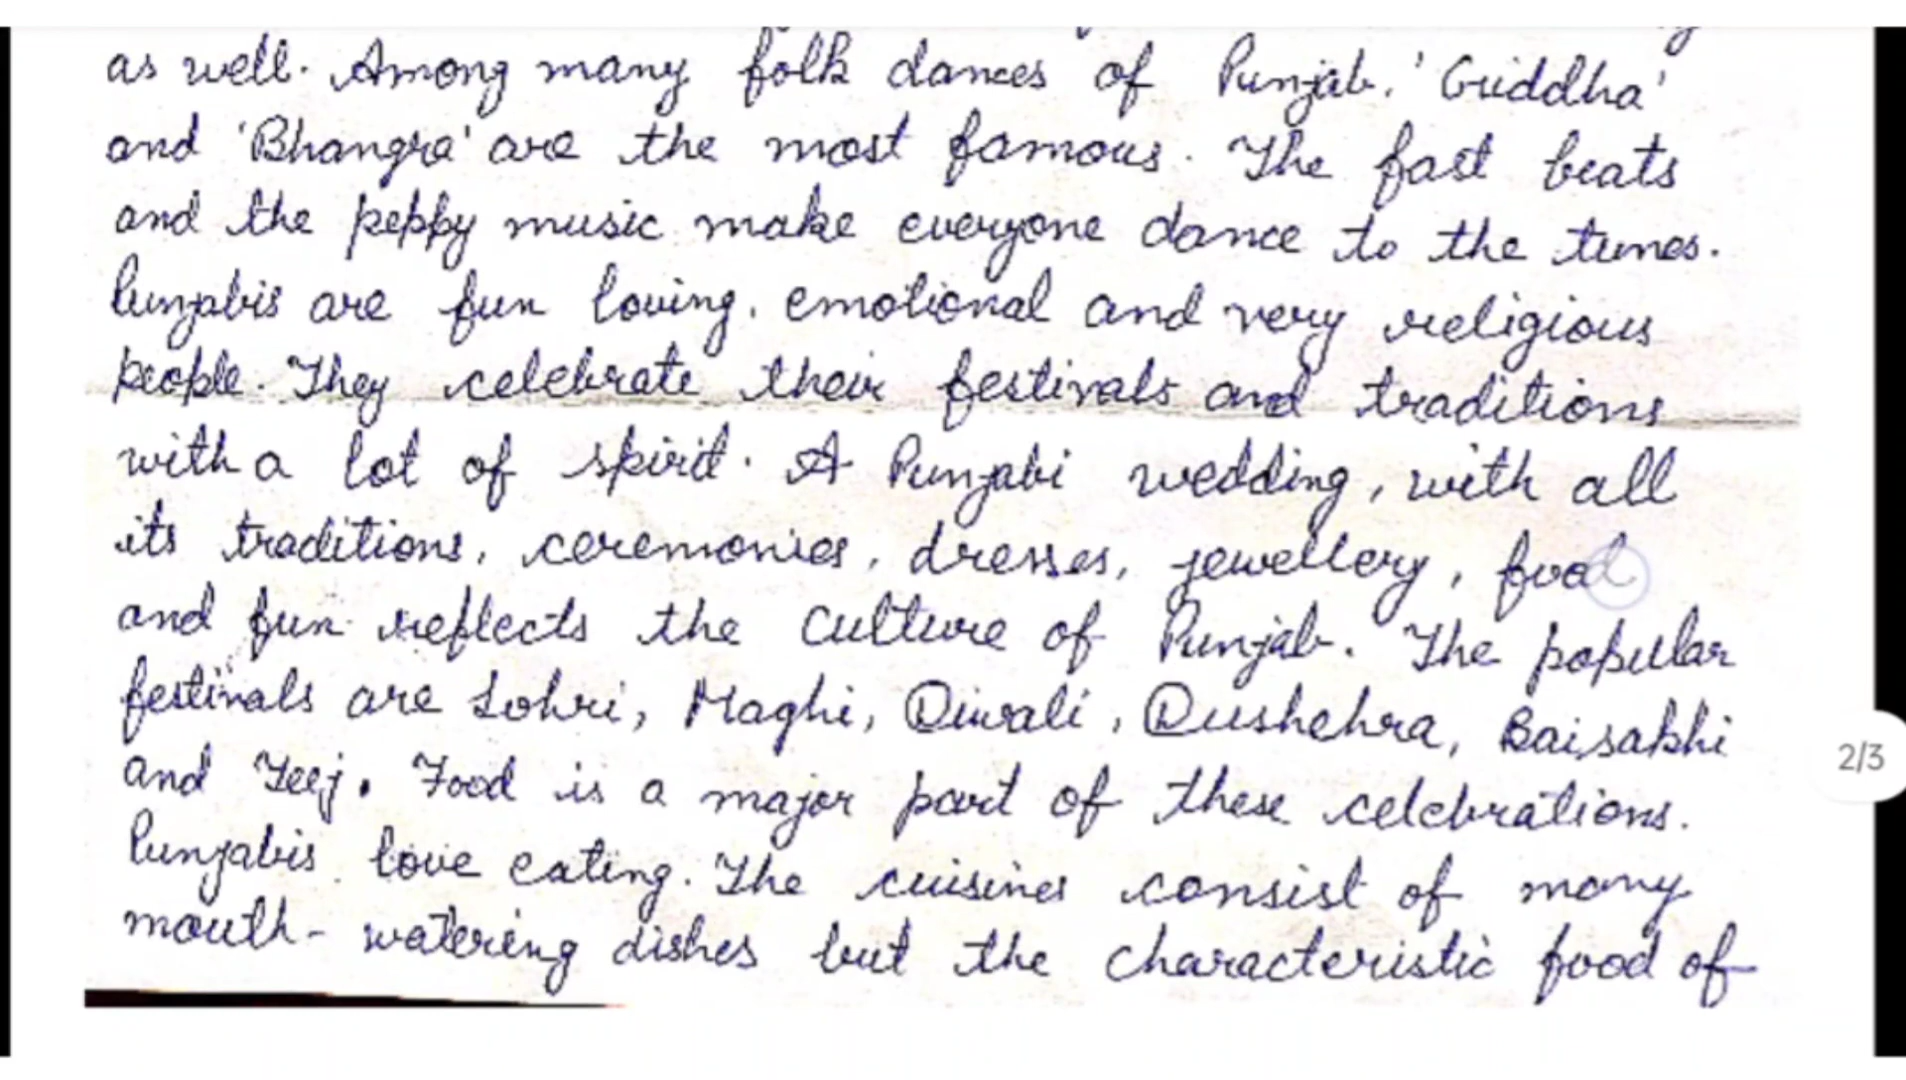 as well. Among many folk dances of Punjab, 'Giddha'
and 'Bhangra' are the most famous. The fast beats
and the peppy music make everyone dance to the tunes.
Punjabis are fun loving, emotional and very religious
people. They celebrate their festivals and traditions
with a lot of spirit. A Punjabi wedding, with all
its traditions, ceremonies, dresses, jewellery, food
and fun reflects the culture of Punjab. The popular
festivals are Lohri, Maghi, Diwali, Dushehra, Baisakhi
and Teej. Food is a major part of these celebrations.
2/3
Punjabis love eating. The cuisines consist of many
mouth-watering dishes but the characteristic food of